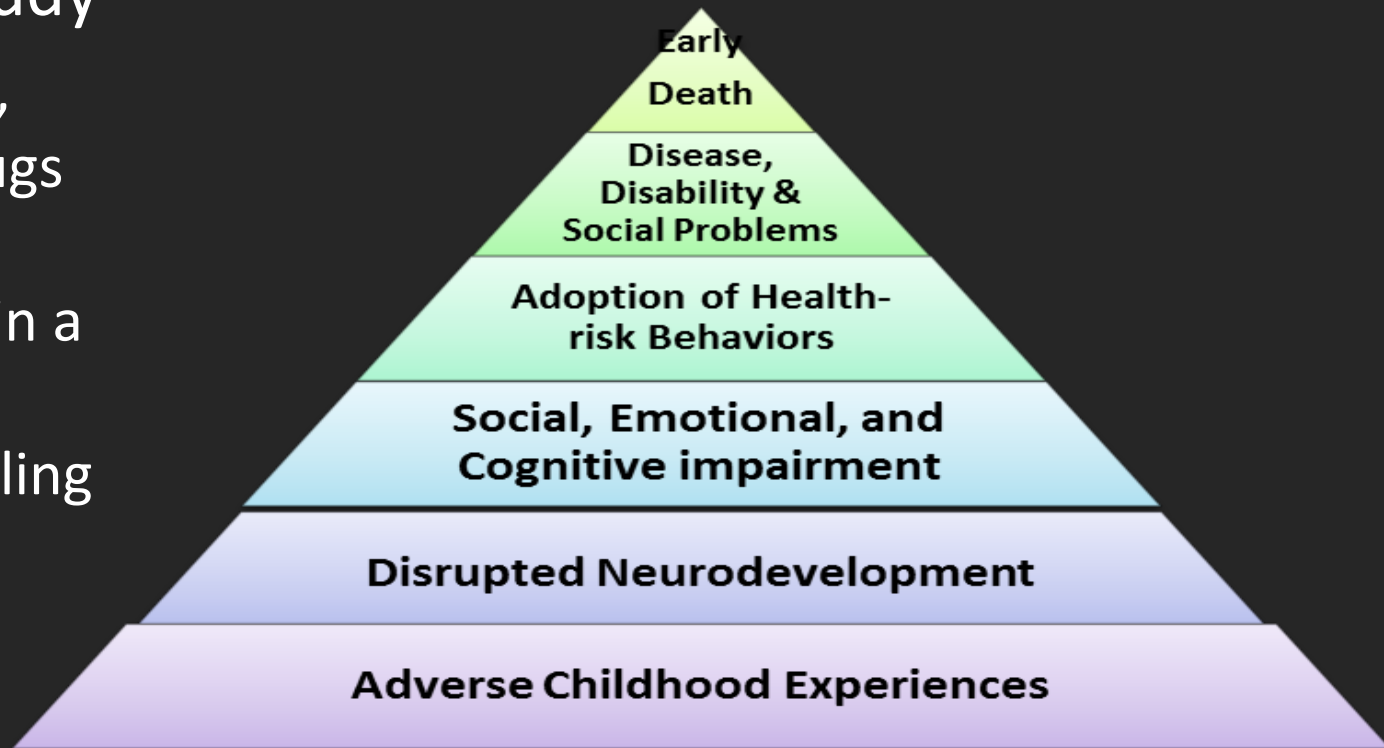 in a
Early
Death
Disease,
Disability &
Social Problems
Adoption of Health-
risk Behaviors
Social, Emotional, and
Cognitive impairment
Disrupted Neurodevelopment
Adverse Childhood Experiences